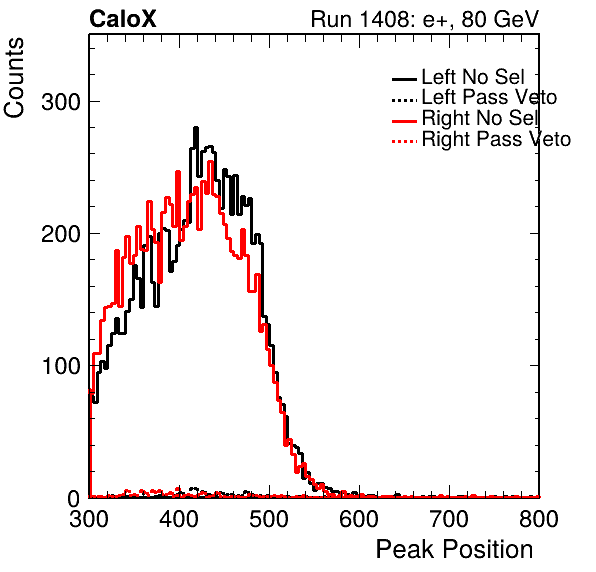 CaloX
Run 1408: e+, 80 GeV
Counts
Left No Sel
Left Pass Veto
Right No Sel
Right Pass Veto
300
200
100
0
300 400 500 600 700 800
Peak Position